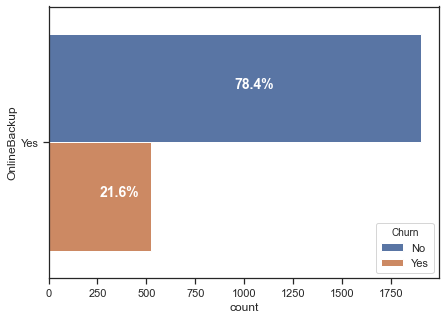 78.4%
OnlineBackup
Yes
21.6%
Churn
No
Yes
0 250 500 750 1000 1250 1500 1750
count